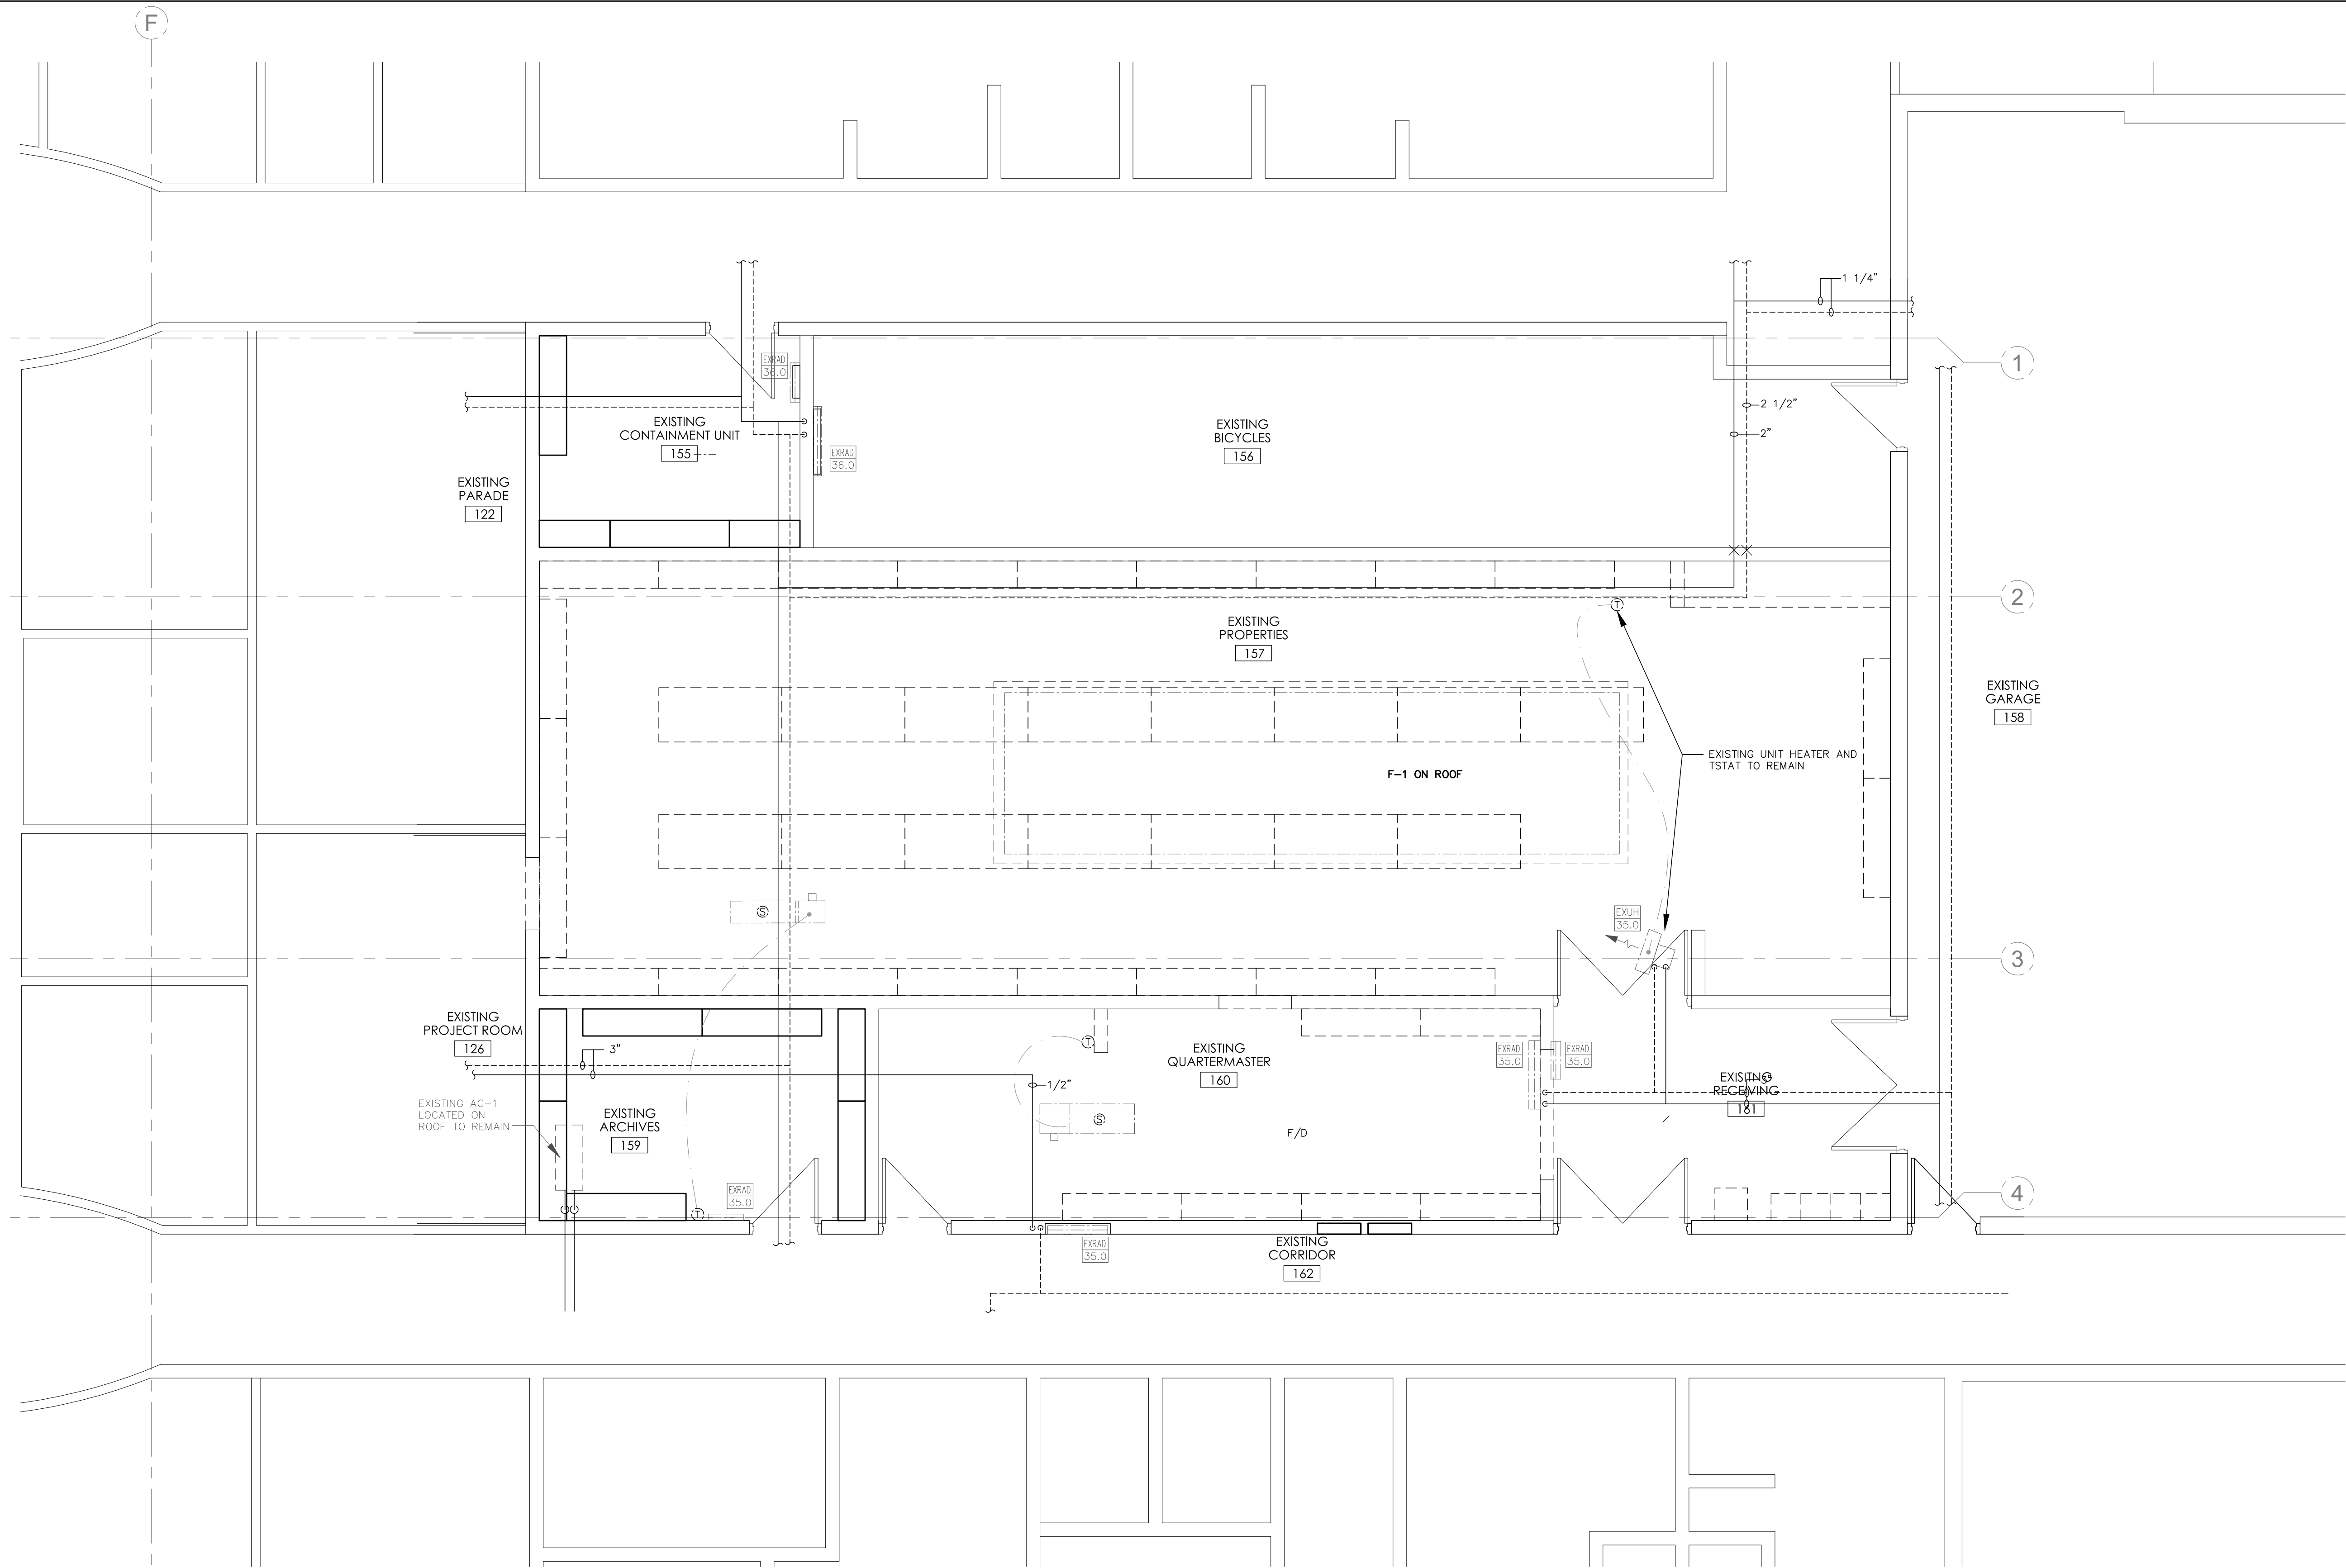 F
1 1/4"
1
EXRAD
36.0
2 1/2"
2"
EXISTING
CONTAINMENT UNIT
155
EXISTING
BICYCLES
156
EXRAD
36.0
EXISTING
PARADE
122
2
T
EXISTING
PROPERTIES
157
EXISTING
GARAGE
158
EXISTING UNIT HEATER AND
TSTAT TO REMAIN
F-1 ON ROOF
S
EXUH
35.0
3
EXISTING
PROJECT ROOM
126
3"
T
EXISTING
QUARTERMASTER
160
EXRAD
35.0
EXRAD
35.0
1/2"
EXISTING
RECEIVING
161
EXISTING AC-1
LOCATED ON
ROOF TO REMAIN
EXISTING
ARCHIVES
159
S
F/D
EXRAD
35.0
T
4
EXRAD
35.0
EXISTING
CORRIDOR
162